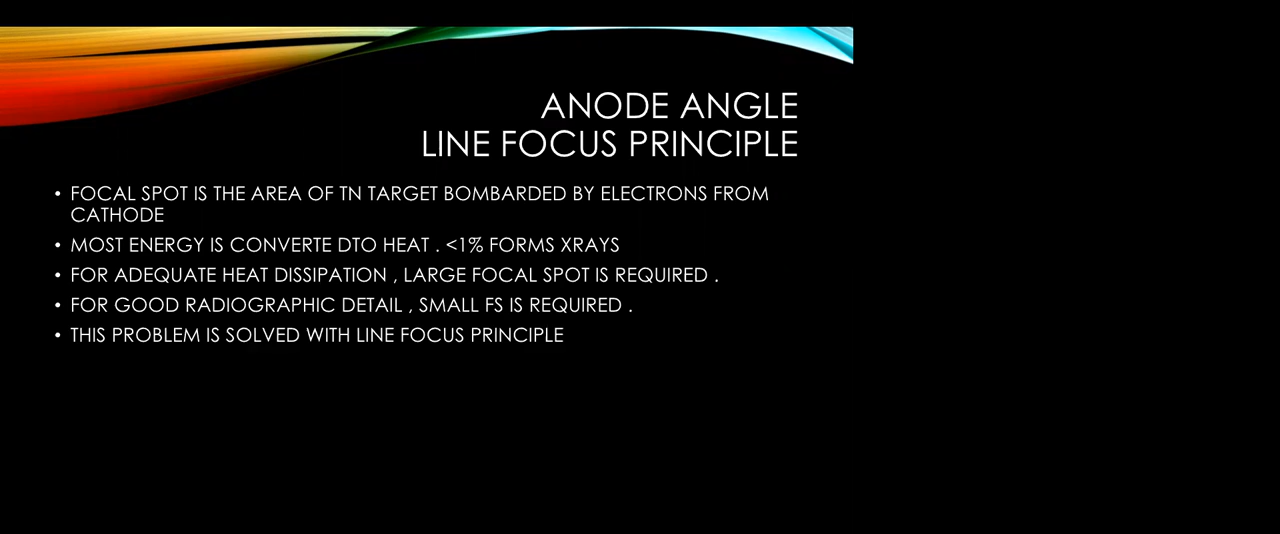 ANODE ANGLE
LINE FOCUS PRINCIPLE
• FOCAL SPOT IS THE AREA OF TN TARGET BOMBARDED BY ELECTRONS FROM
CATHODE
• MOST ENERGY IS CONVERTE DTO HEAT . <1% FORMS XRAYS
• FOR ADEQUATE HEAT DISSIPATION , LARGE FOCAL SPOT IS REQUIRED .
• FOR GOOD RADIOGRAPHIC DETAIL , SMALL FS IS REQUIRED .
• THIS PROBLEM IS SOLVED WITH LINE FOCUS PRINCIPLE